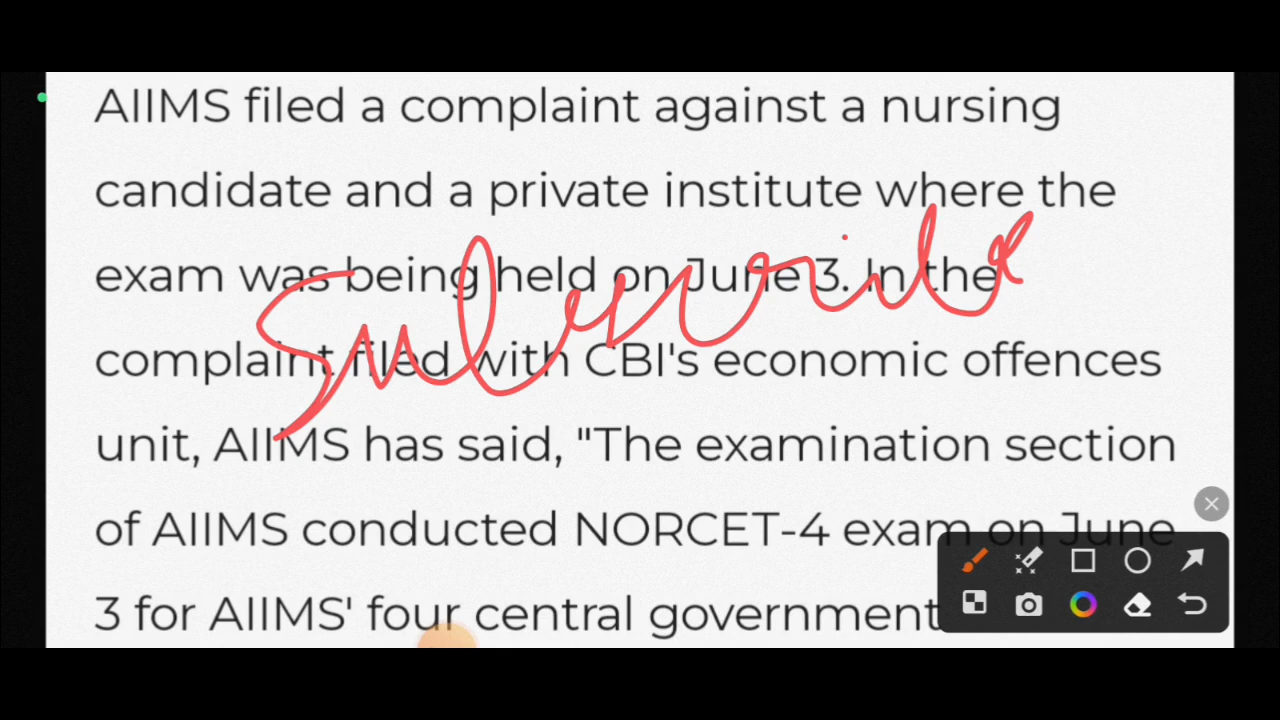 AIIMS filed a complaint against a nursing
candidate and a private institute where the
exam was being held on June 3. In the
Subscribe
complaint filed with CBI's economic offences
unit, AIIMS has said, "The examination section
of AIIMS conducted NORCET-4 exam on June
3 for AIIMS' four central government